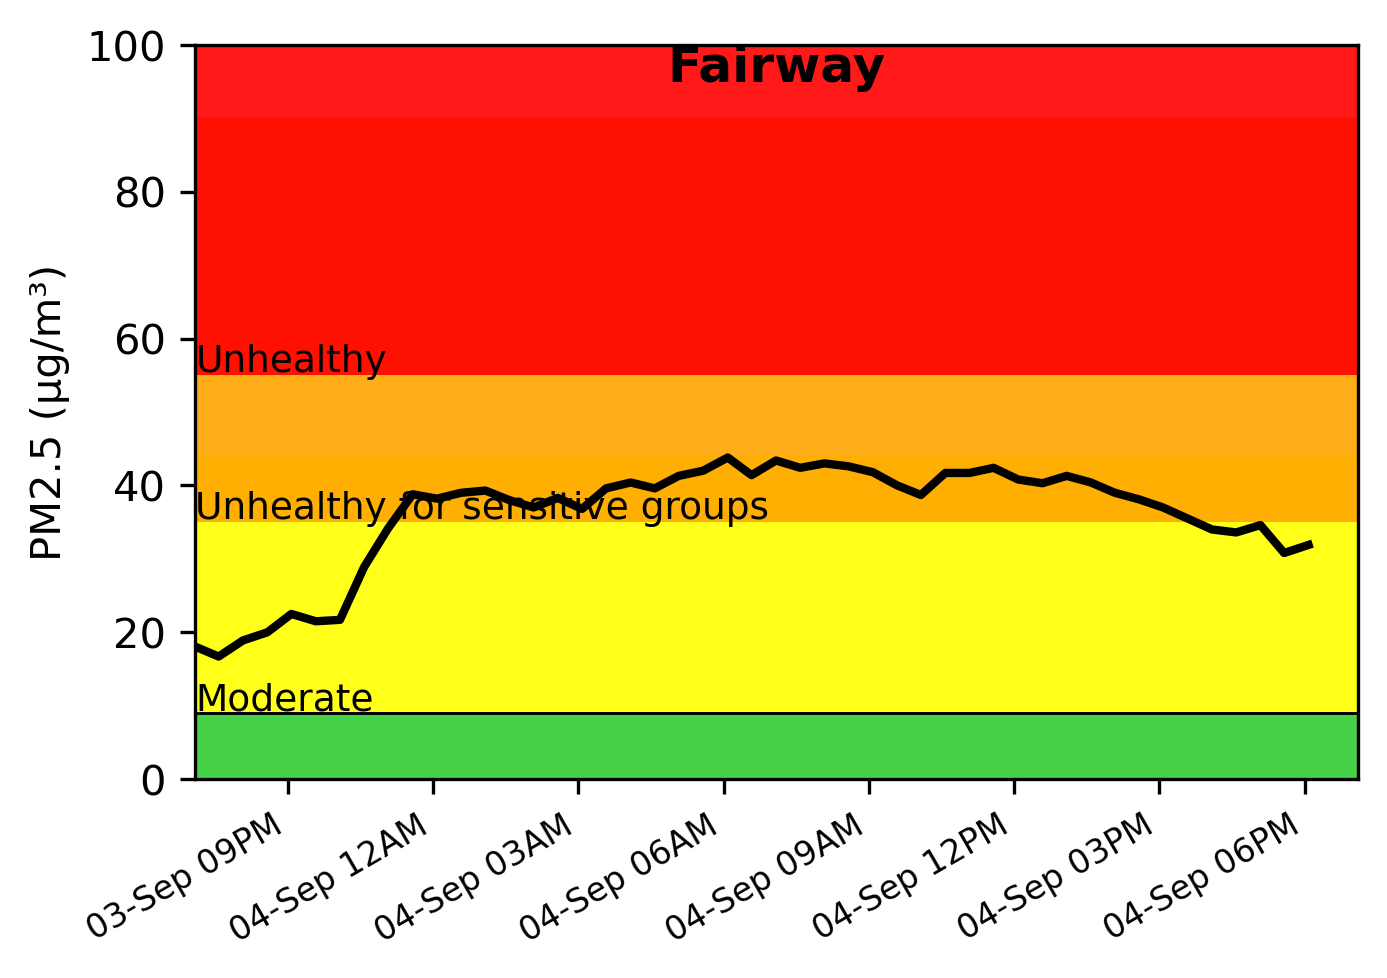 Fairway
100
80
60
40
20
0
PM2.5 (µg/m³)
Unhealthy
Unhealthy for sensitive groups
Moderate
03-Sep 09PM
04-Sep 12AM
04-Sep 03AM
04-Sep 06AM
04-Sep 09AM
04-Sep 12PM
04-Sep 03PM
04-Sep 06PM